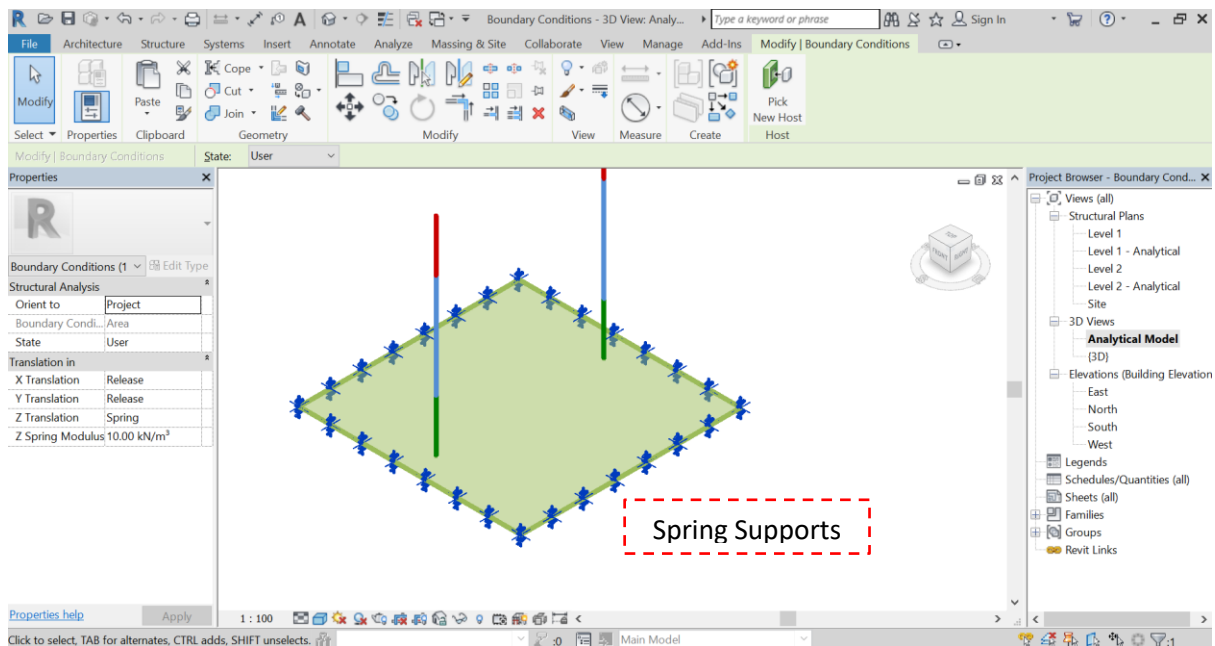 Boundary Conditions - 3D View: Analy...
Type a keyword or phrase
Sign In
File Architecture Structure Systems Insert Annotate Analyze Massing & Site Collaborate View Manage Add-Ins Modify | Boundary Conditions
Modify
Paste
Cope
Cut
Join
Pick
New Host
Select Properties Clipboard Geometry Modify View Measure Create Host
Modify | Boundary Conditions State: User
Properties
R
Boundary Conditions (1 Edit Type
Structural Analysis
Orient to Project
Boundary Condi... Area
State User
Translation in
X Translation Release
Y Translation Release
Z Translation Spring
Z Spring Modulus 10.00 kN/m³
Properties help Apply
TOP
FRONT
RIGHT
Spring Supports
1 : 100
Project Browser - Boundary Cond...
Views (all)
Structural Plans
Level 1
Level 1 - Analytical
Level 2
Level 2 - Analytical
Site
3D Views
Analytical Model
{3D}
Elevations (Building Elevation
East
North
South
West
Legends
Schedules/Quantities (all)
Sheets (all)
Families
Groups
Revit Links
Click to select, TAB for alternates, CTRL adds, SHIFT unselects. :0 Main Model :1